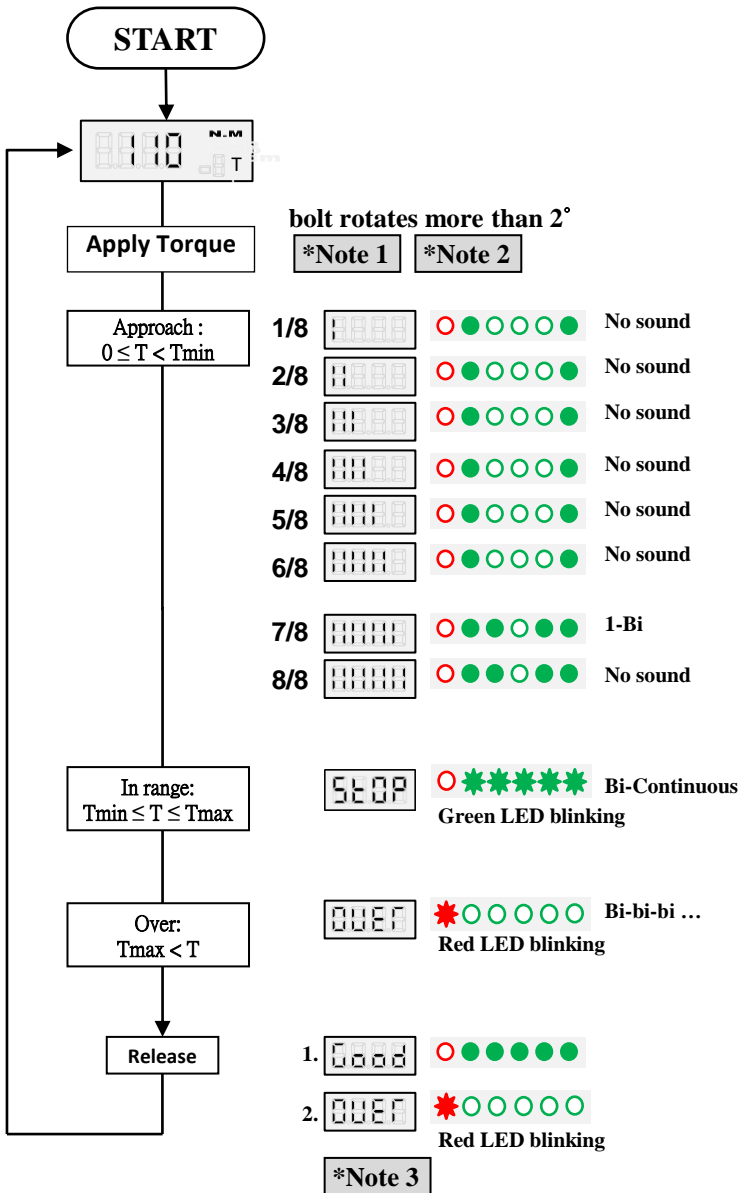 START
110 N.M
T
Apply Torque
bolt rotates more than 2°
*Note 1 *Note 2
Approach :
0 ≤ T < Tmin
1/8 No sound
2/8 No sound
3/8 No sound
4/8 No sound
5/8 No sound
6/8 No sound
7/8 1-Bi
8/8 No sound
In range:
Tmin ≤ T ≤ Tmax
StOP Bi-Continuous
Green LED blinking
Over:
Tmax < T
OVER Bi-bi-bi …
Red LED blinking
Release
1. Good
2. OVER
Red LED blinking
*Note 3